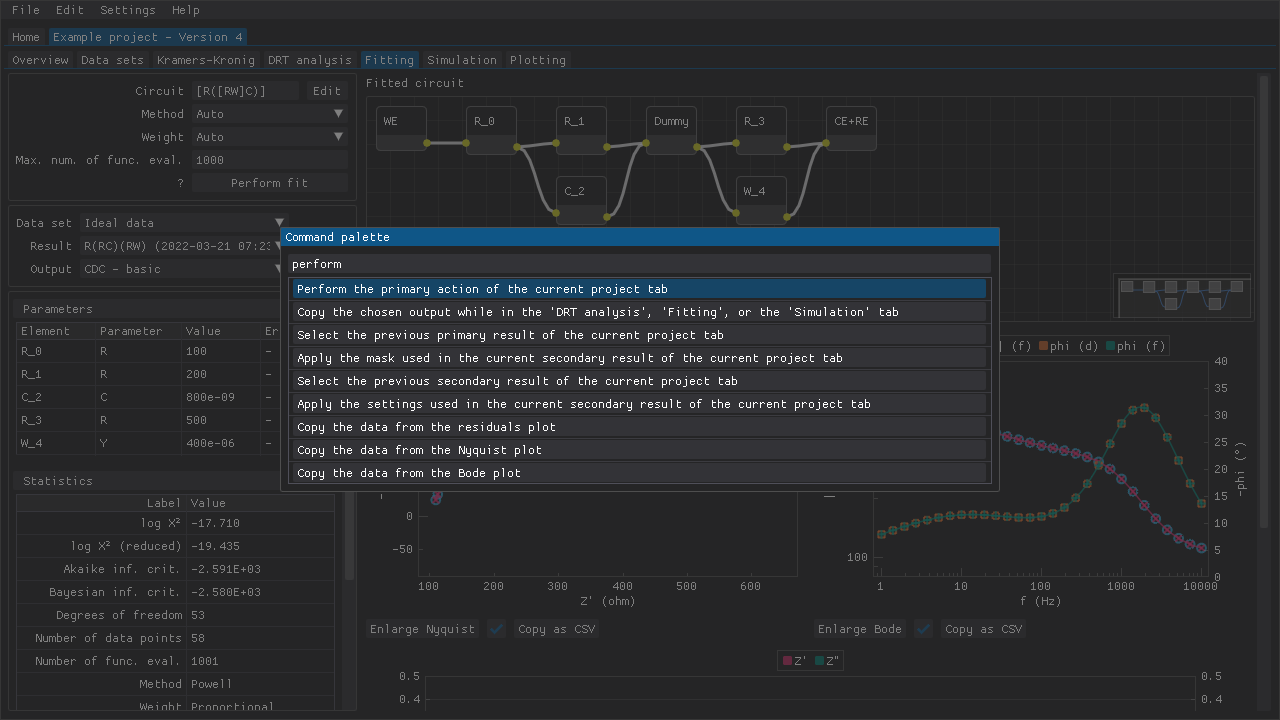 File Edit Settings Help
Home Example project - Version 4
Overview Data sets Kramers-Kronig DRT analysis Fitting Simulation Plotting
Circuit [R([RW]C)] Edit
Method Auto
Weight Auto
Max. num. of func. eval. 1000
? Perform fit
Data set Ideal data
Result R(RC)(RW) (2022-03-21 07:23
Output CDC - basic
Parameters
Element Parameter Value Er
R_0 R 100 -
R_1 R 200 -
C_2 C 800e-09 -
R_3 R 500 -
W_4 Y 400e-06 -
Statistics
Label Value
log X² -17.710
log X² (reduced) -19.435
Akaike inf. crit. -2.591E+03
Bayesian inf. crit. -2.580E+03
Degrees of freedom 53
Number of data points 58
Number of func. eval. 1001
Method Powell
Weight Proportional
Fitted circuit
WE R_0 R_1 Dummy R_3 CE+RE
C_2 W_4
Command palette
perform
Perform the primary action of the current project tab
Copy the chosen output while in the 'DRT analysis', 'Fitting', or the 'Simulation' tab
Select the previous primary result of the current project tab
Apply the mask used in the current secondary result of the current project tab
Select the previous secondary result of the current project tab
Apply the settings used in the current secondary result of the current project tab
Copy the data from the residuals plot
Copy the data from the Nyquist plot
Copy the data from the Bode plot
0
-50
100 200 300 400 500 600
Z' (ohm)
(f) phi (d) phi (f)
40
35
30
25
20
15
10
5
0
-phi (°)
100
1 10 100 1000 10000
f (Hz)
Enlarge Nyquist Copy as CSV
Enlarge Bode Copy as CSV
Z' Z"
0.5 0.5
0.4 0.4